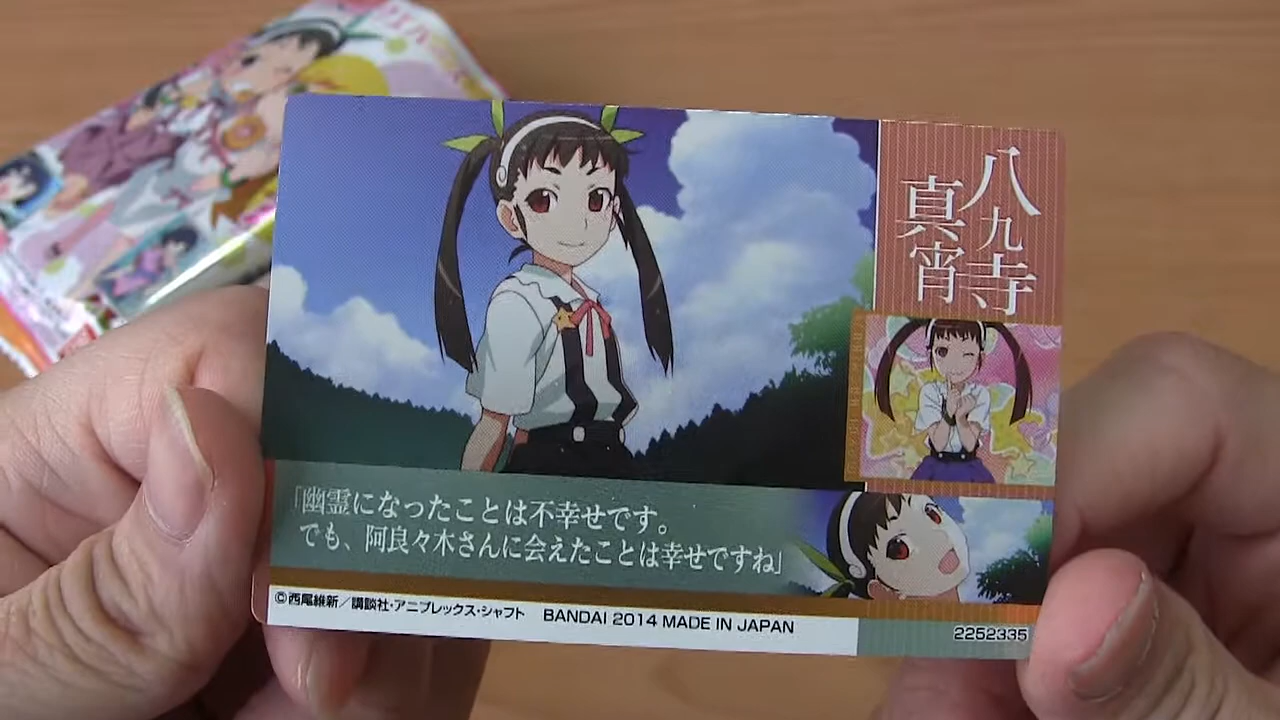 八九寺
真宵
「幽霊になったことは不幸せです。
でも、阿良々木さんに会えたことは幸せですね」
©西尾維新／講談社・アニプレックス・シャフト BANDAI 2014 MADE IN JAPAN
2252335